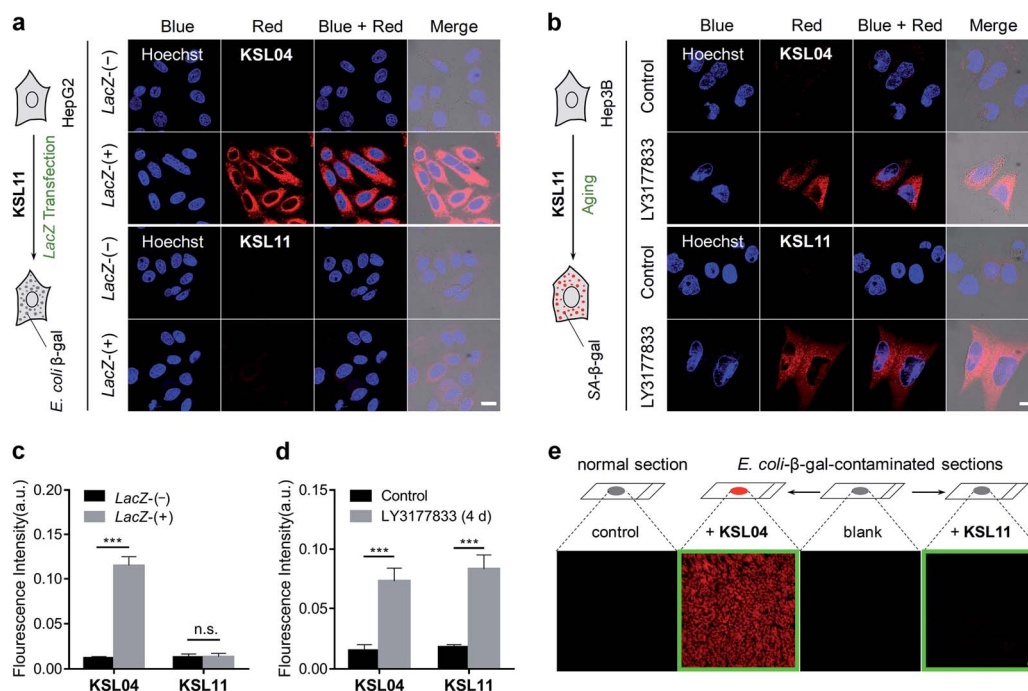 a
Blue Red Blue + Red Merge
Hoechst KSL04
LacZ-(−)
LacZ-(+)
Hoechst KSL11
LacZ-(−)
LacZ-(+)
HepG2
KSL11
LacZ Transfection
E. coli β-gal
b
Blue Red Blue + Red Merge
Hoechst KSL04
Control
LY3177833
Hoechst KSL11
Control
LY3177833
Hep3B
KSL11
Aging
SA-β-gal
c
Flourescence Intensity(a.u.)
0.20
0.15
0.10
0.05
0.00
LacZ-(−)
LacZ-(+)
***
n.s.
KSL04 KSL11
d
Flourescence Intensity(a.u.)
0.15
0.10
0.05
0.00
Control
LY3177833 (4 d)
*** ***
KSL04 KSL11
e
normal section E. coli-β-gal-contaminated sections
control + KSL04 blank + KSL11